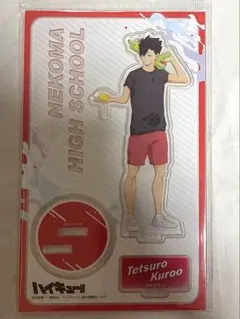 NEKOMA
HIGH SCHOOL
Tetsuro
Kuroo
ハイキュー!!